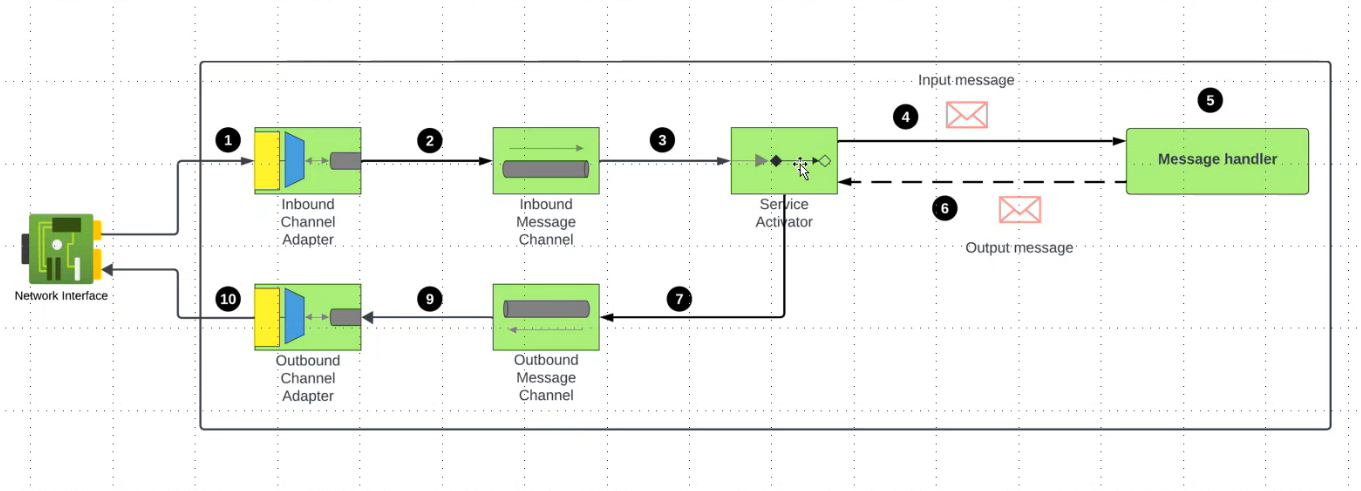 Input message
5
4
1
2
3
Message handler
Inbound
Channel
Adapter
Inbound
Message
Channel
Service
Activator
6
Output message
Network Interface
10
9
7
Outbound
Channel
Adapter
Outbound
Message
Channel